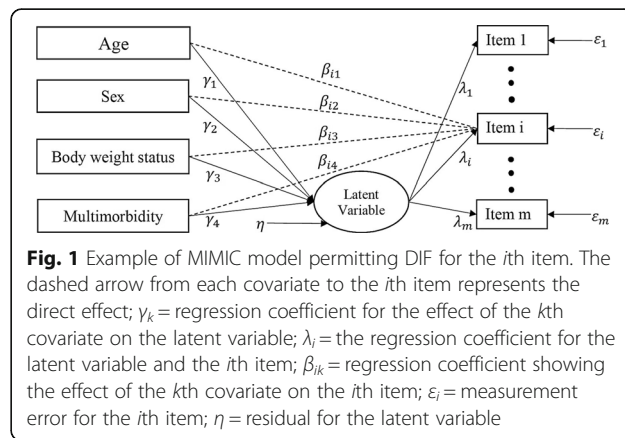 Age
Sex
Body weight status
Multimorbidity
γ₁
γ₂
γ₃
γ₄
βᵢ₁
βᵢ₂
βᵢ₃
βᵢ₄
η
Latent
Variable
λ₁
λᵢ
λₘ
Item 1
Item i
Item m
ε₁
εᵢ
εₘ
Fig. 1 Example of MIMIC model permitting DIF for the ith item. The
dashed arrow from each covariate to the ith item represents the
direct effect; γₖ = regression coefficient for the effect of the kth
covariate on the latent variable; λᵢ = the regression coefficient for the
latent variable and the ith item; βᵢₖ = regression coefficient showing
the effect of the kth covariate on the ith item; εᵢ = measurement
error for the ith item; η = residual for the latent variable